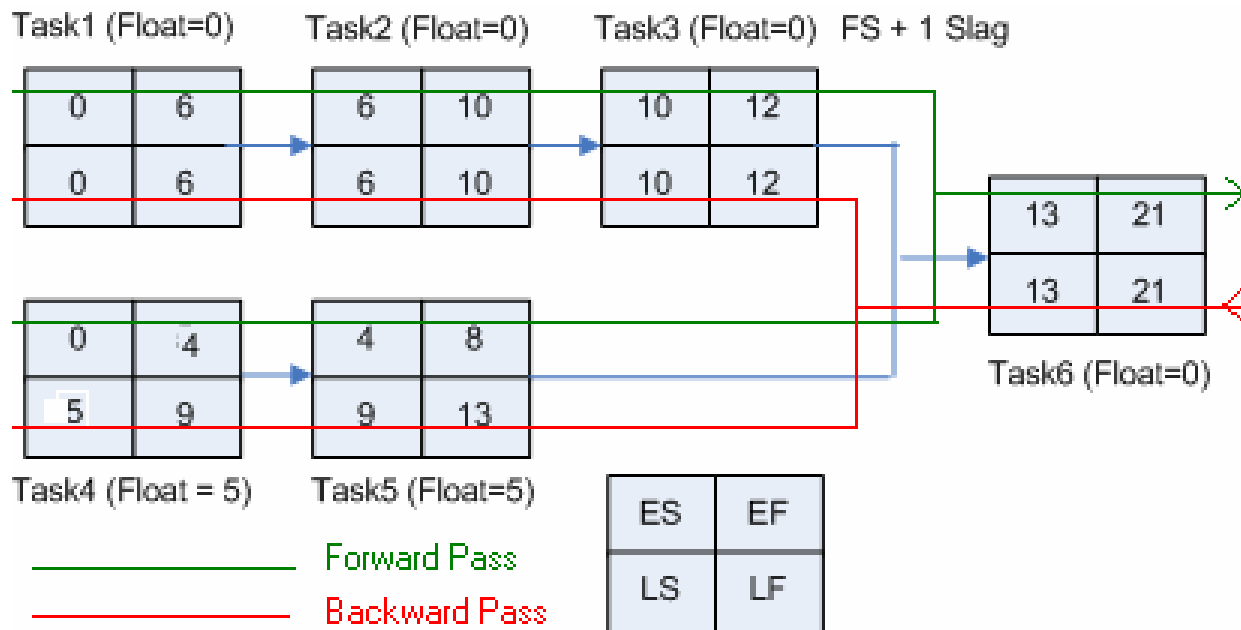 Task1 (Float=0) Task2 (Float=0) Task3 (Float=0) FS + 1 Slag
0 6 6 10 10 12
0 6 6 10 10 12
13 21
13 21
Task6 (Float=0)
0 4 4 8
5 9 9 13
Task4 (Float = 5) Task5 (Float=5)
ES EF
LS LF
Forward Pass
Backward Pass